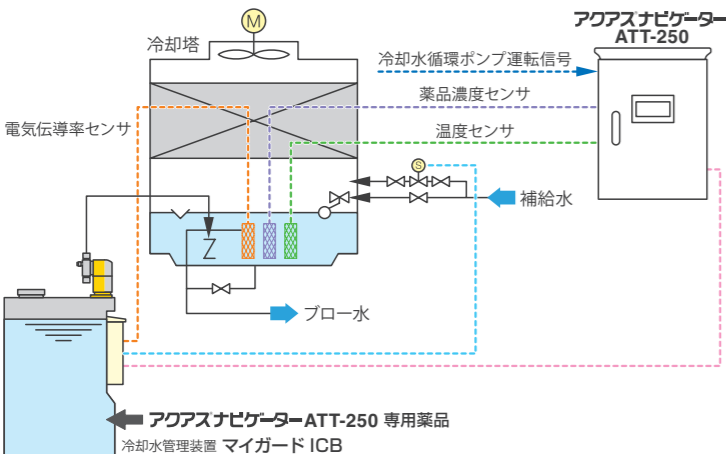 アクアズナビゲーター
ATT-250
M
冷却塔
冷却水循環ポンプ運転信号
薬品濃度センサ
電気伝導率センサ
温度センサ
S
補給水
ブロー水
アクアズナビゲーターATT-250 専用薬品
冷却水管理装置 マイガード ICB